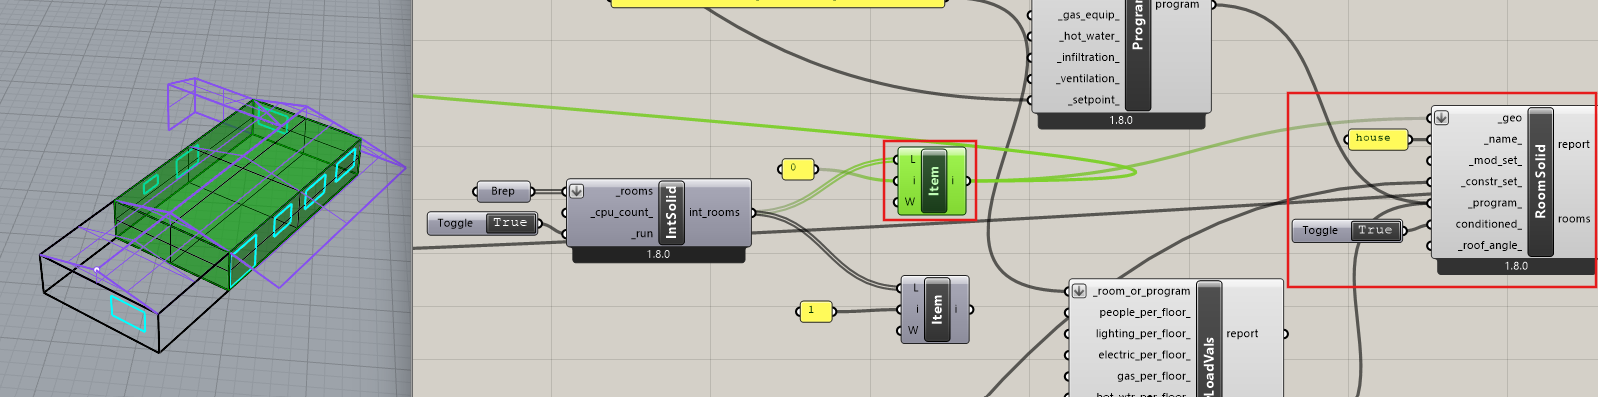 _gas_equip_
_hot_water_
_infiltration_
_ventilation_
_setpoint_
program
1.8.0
0
L
i
W
Item
i
Brep
Toggle
True
_rooms
_cpu_count_
_run
IntSolid
int_rooms
1.8.0
1
L
i
W
Item
i
_room_or_program
people_per_floor_
lighting_per_floor_
electric_per_floor_
gas_per_floor_
LoadVals
report
house
Toggle
True
_geo
_name_
_mod_set_
_constr_set_
_program_
conditioned_
_roof_angle_
RoomSolid
report
rooms
1.8.0